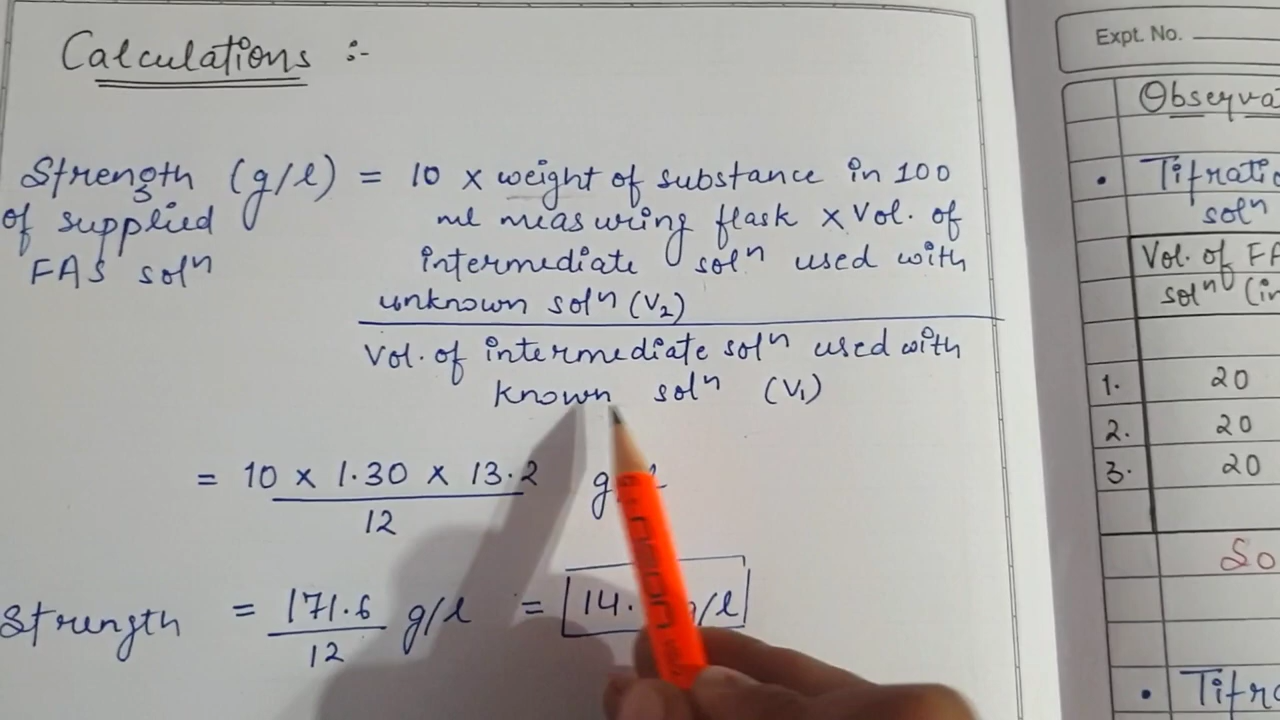 Calculations :-
Strength (g/l) = 10 x weight of substance in 100
of supplied ml measuring flask x Vol. of
FAS solⁿ intermediate solⁿ used with
unknown solⁿ (V₂)
Vol. of intermediate solⁿ used with
known solⁿ (V₁)
= 10 x 1.30 x 13.2 g
12
Strength = 171.6 g/l = 14. g/l
12
Expt. No.
Observa
• Titratio
solⁿ
Vol. of FA
solⁿ (in
1. 20
2. 20
3. 20
So
• Titra